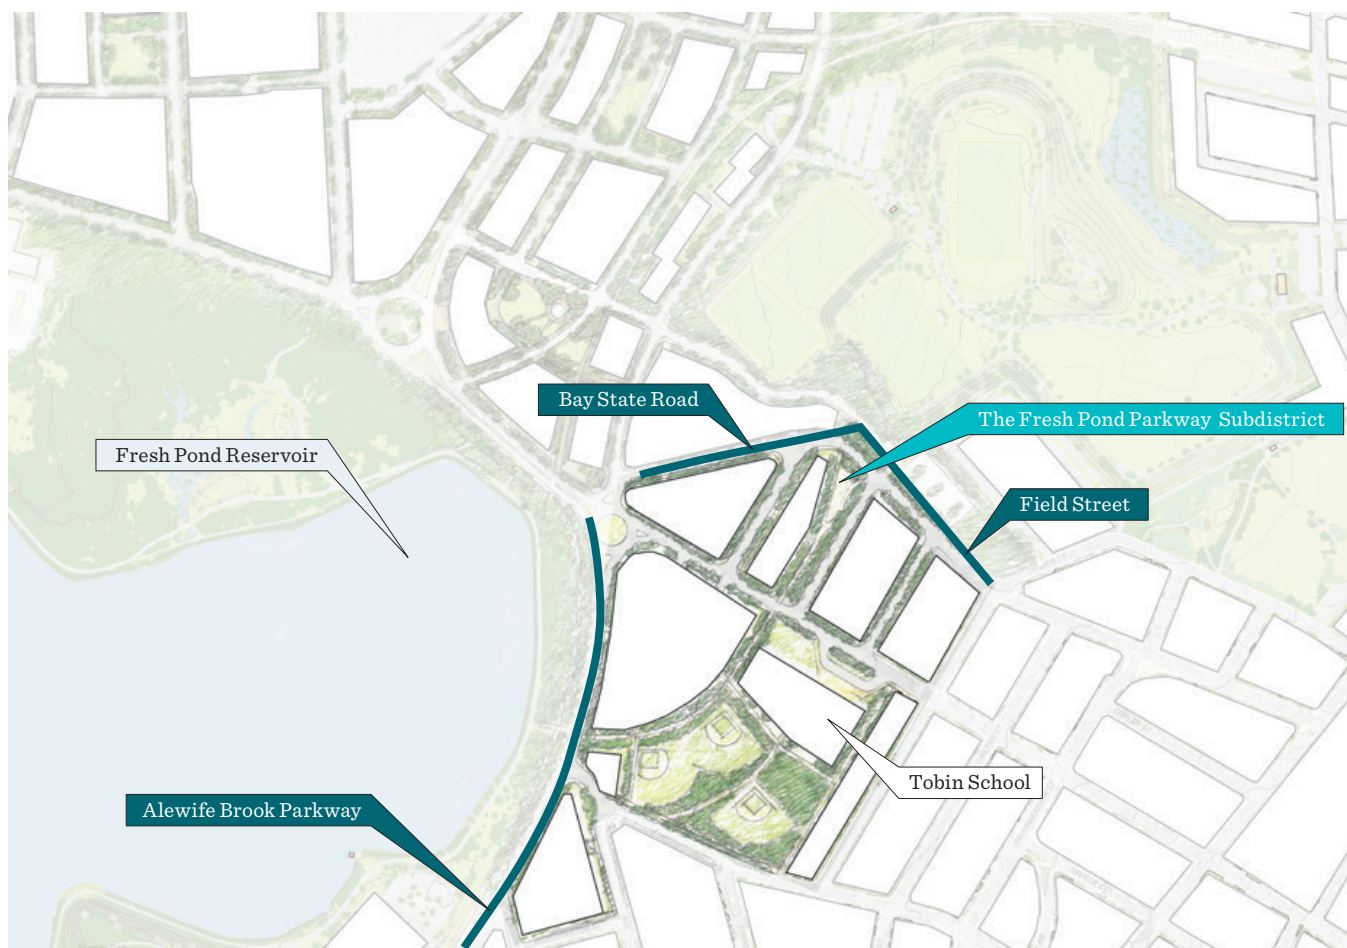 Bay State Road
The Fresh Pond Parkway Subdistrict
Fresh Pond Reservoir
Field Street
Tobin School
Alewife Brook Parkway